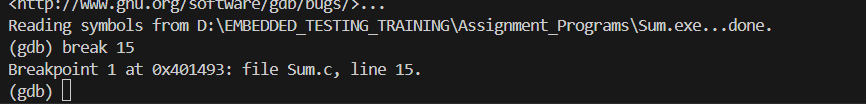 <http://www.gnu.org/software/gdb/bugs/>...
Reading symbols from D:\EMBEDDED_TESTING_TRAINING\Assignment_Programs\Sum.exe...done.
(gdb) break 15
Breakpoint 1 at 0x401493: file Sum.c, line 15.
(gdb)